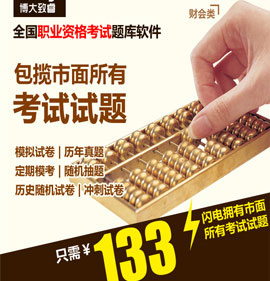 博大致睿
财会类
全国职业资格考试题库软件
包揽市面所有
考试试题
模拟试卷 | 历年真题
定期模考 | 随机抽题
历史随机试卷 | 冲刺试卷
闪电拥有市面
所有考试试题
只需¥133